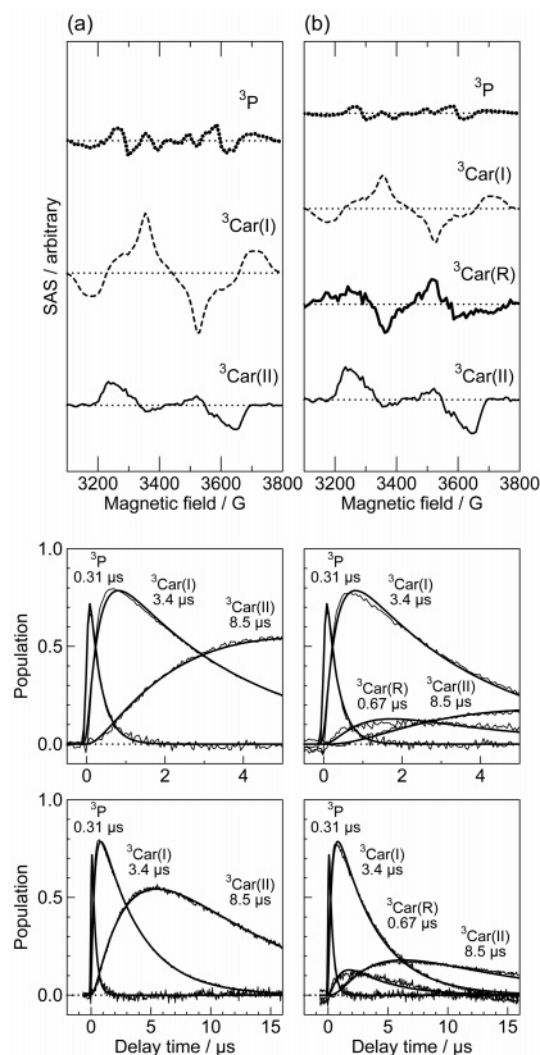 (a)
(b)
³P
³Car(I)
³Car(II)
³P
³Car(I)
³Car(R)
³Car(II)
SAS / arbitrary
3200 3400 3600 3800
3200 3400 3600 3800
Magnetic field / G
Magnetic field / G
1.0
0.5
0.0
Population
³P
0.31 μs
³Car(I)
3.4 μs
³Car(II)
8.5 μs
0 2 4
³P
0.31 μs
³Car(I)
3.4 μs
³Car(R)
0.67 μs
³Car(II)
8.5 μs
0 2 4
1.0
0.5
0.0
Population
³P
0.31 μs
³Car(I)
3.4 μs
³Car(II)
8.5 μs
0 5 10 15
Delay time / μs
³P
0.31 μs
³Car(I)
3.4 μs
³Car(R)
0.67 μs
³Car(II)
8.5 μs
0 5 10 15
Delay time / μs